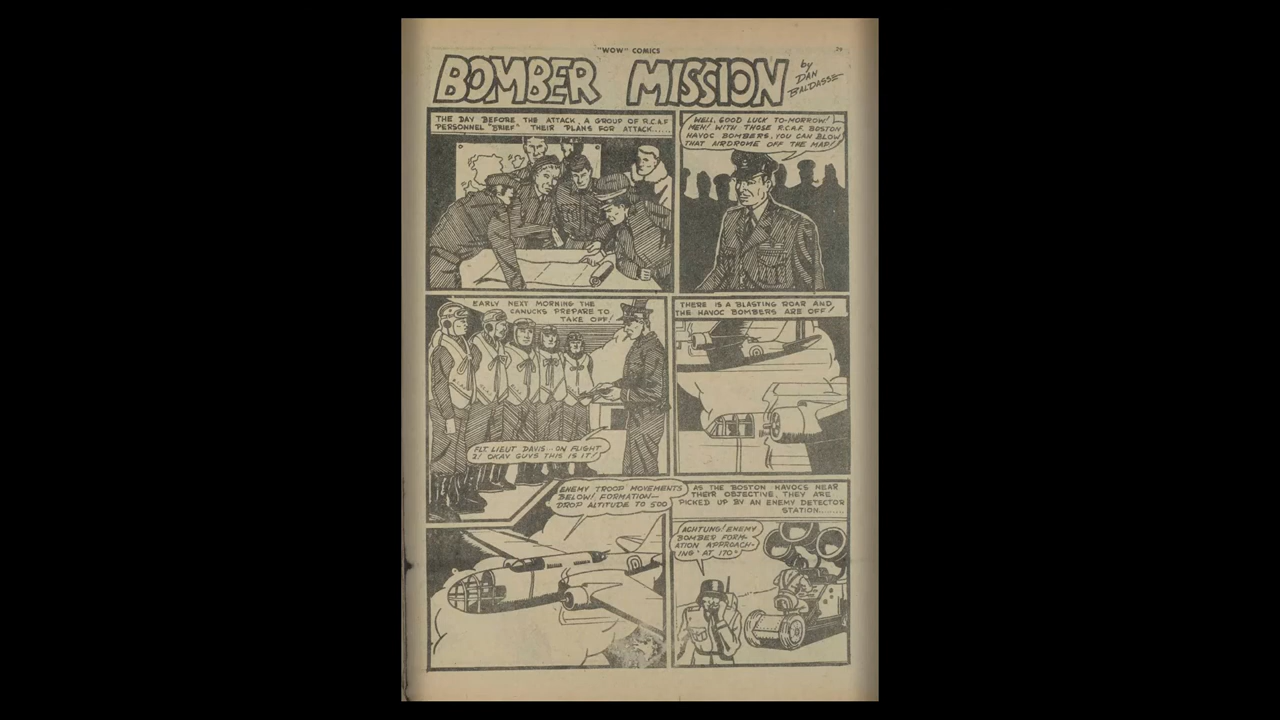 "WOW" COMICS
29
BOMBER MISSION
by
DAN
BALDASSE
THE DAY BEFORE THE ATTACK, A GROUP OF R.C.A.F
PERSONNEL "BRIEF" THEIR PLANS FOR ATTACK.....
WELL, GOOD LUCK TO-MORROW!
MEN! WITH THOSE R.C.A.F. BOSTON
HAVOC BOMBERS, YOU CAN BLOW
THAT AIRDROME OFF THE MAP!
EARLY NEXT MORNING THE
CANUCKS PREPARE TO
TAKE OFF!
FLT. LIEUT DAVIS--ON FLIGHT
2! OKAY GUYS THIS IS IT!
THERE IS A BLASTING ROAR AND
THE HAVOC BOMBERS ARE OFF!
ENEMY TROOP MOVEMENTS
BELOW! FORMATION—
DROP ALTITUDE TO 500
AS THE BOSTON HAVOCS NEAR
THEIR OBJECTIVE, THEY ARE
PICKED UP BY AN ENEMY DETECTOR
STATION........
ACHTUNG! ENEMY
BOMBER FORM-
ATION APPROACH-
ING "AT 170"